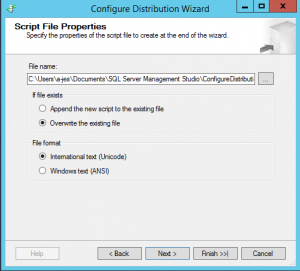 Configure Distribution Wizard
Script File Properties
Specify the properties of the script file to create at the end of the wizard.
File name:
C:\Users\a-jes\Documents\SQL Server Management Studio\ConfigureDistributi
...
If file exists
Append the new script to the existing file
Overwrite the existing file
File format
International text (Unicode)
Windows text (ANSI)
Help
< Back
Next >
Finish >>|
Cancel